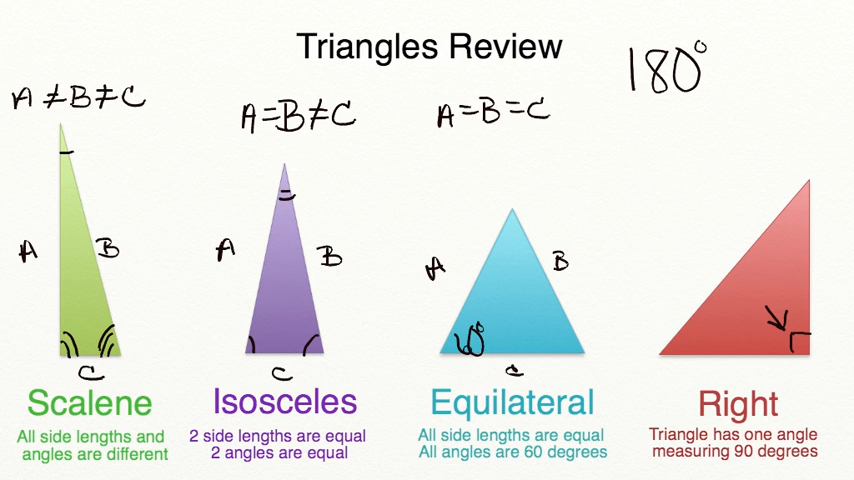 Triangles Review
180°
A≠B≠C
A=B≠C
A=B=C
A
B
C
A
B
C
A
B
C
60°
Scalene
All side lengths and
angles are different
Isosceles
2 side lengths are equal
2 angles are equal
Equilateral
All side lengths are equal
All angles are 60 degrees
Right
Triangle has one angle
measuring 90 degrees